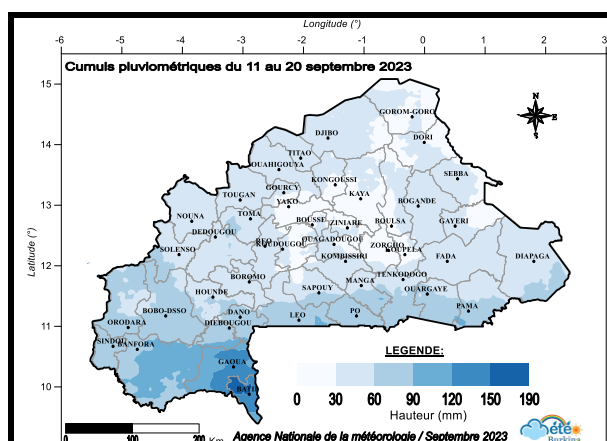 Longitude (°)
-6 -5 -4 -3 -2 -1 0 1 2 3
Cumuls pluviométriques du 11 au 20 septembre 2023
15
14
13
12
11
10
Latitude (°)
N
E
S
GOROM-GORO
DJIBO
DORI
TITAO
OUAHIGOUYA
SEBBA
KONGOUSSI
GOURCY
TOUGAN
KAYA
YAKO
BOGANDE
TOMA
NOUNA
BOUSSE
ZINIARE
BOULSA
GAYERI
DEDOUGOU
OUAGADOUGOU
KOUDOUGOU
ZORGHO
SOLENSO
KOUPELA
KOMBISSIRI
FADA
DIAPAGA
TENKODOGO
BOROMO
MANGA
HOUNDE
SAPOUY
OUARGAYE
BOBO-DSSO
DANO
LEO
PO
PAMA
ORODARA
DIEBOUGOU
SINDOU
BANFORA
GAOUA
BATIE
LEGENDE:
0 30 60 90 120 150 190
Hauteur (mm)
0 100 200 Km
Agence Nationale de la météorologie / Septembre 2023
météo
Burkina